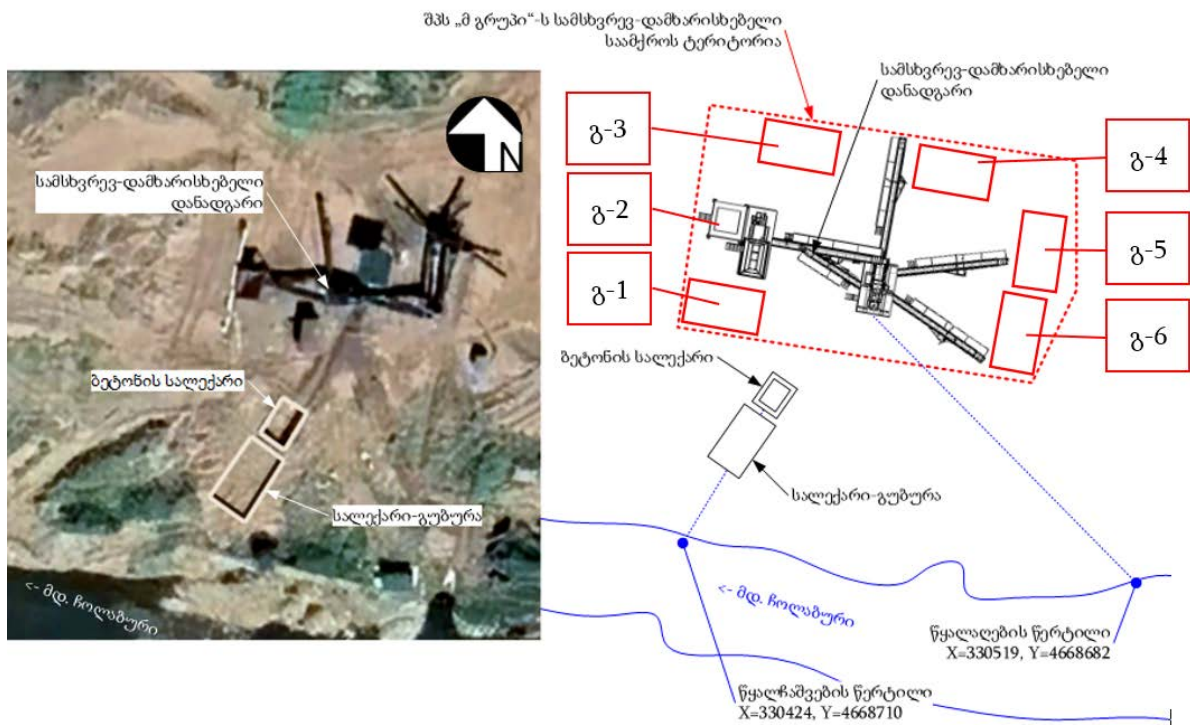 შპს „მ გრუპი“-ს სამსხვრევ-დამხარისხებელი
საამქროს ტერიტორია
სამსხვრევ-დამხარისხებელი
დანადგარი
N
სამსხვრევ-დამხარისხებელი
დანადგარი
გ-3
გ-2
გ-1
გ-4
გ-5
გ-6
ბეტონის სალექარი
ბეტონის სალექარი
სალექარი-გუბურა
სალექარი-გუბურა
<- მდ. ჩოლაბური
<- მდ. ჩოლაბური
წყალაღების წერტილი
X=330519, Y=4668682
წყალჩაშვების წერტილი
X=330424, Y=4668710